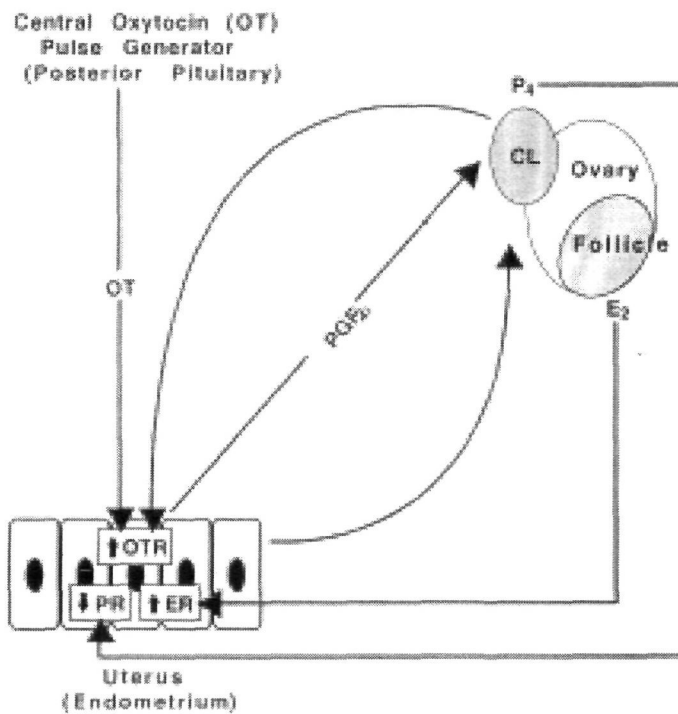 Central Oxytocin (OT)
Pulse Generator
(Posterior Pituitary)
P₄
CL
Ovary
Follicle
E₂
OT
PGF₂
↑ OTR
↓ PR
↑ ER
Uterus
(Endometrium)